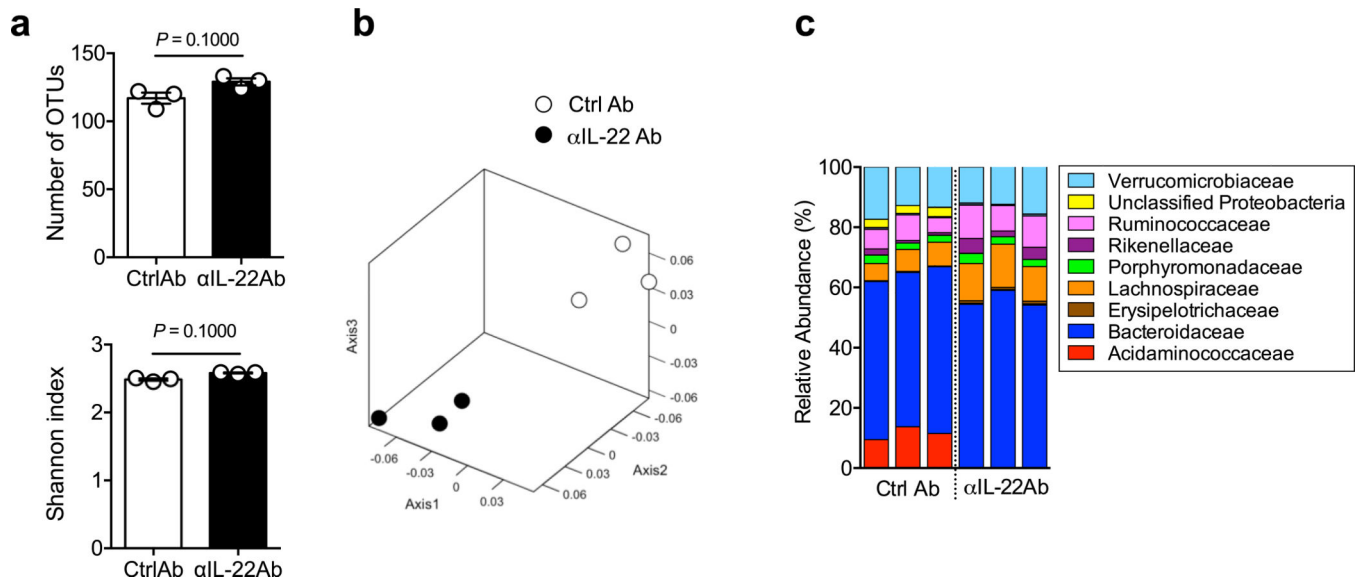 a
P = 0.1000
Number of OTUs
150
100
50
0
CtrlAb
αIL-22Ab
P = 0.1000
Shannon index
3
2
1
0
CtrlAb
αIL-22Ab
b
Ctrl Ab
αIL-22 Ab
Axis3
0.06
0.03
0
-0.03
-0.06
-0.06
-0.03
0
0.03
0.06
Axis2
-0.06
-0.03
0
0.03
Axis1
c
Relative Abundance (%)
100
80
60
40
20
0
Ctrl Ab
αIL-22Ab
Verrucomicrobiaceae
Unclassified Proteobacteria
Ruminococcaceae
Rikenellaceae
Porphyromonadaceae
Lachnospiraceae
Erysipelotrichaceae
Bacteroidaceae
Acidaminococcaceae